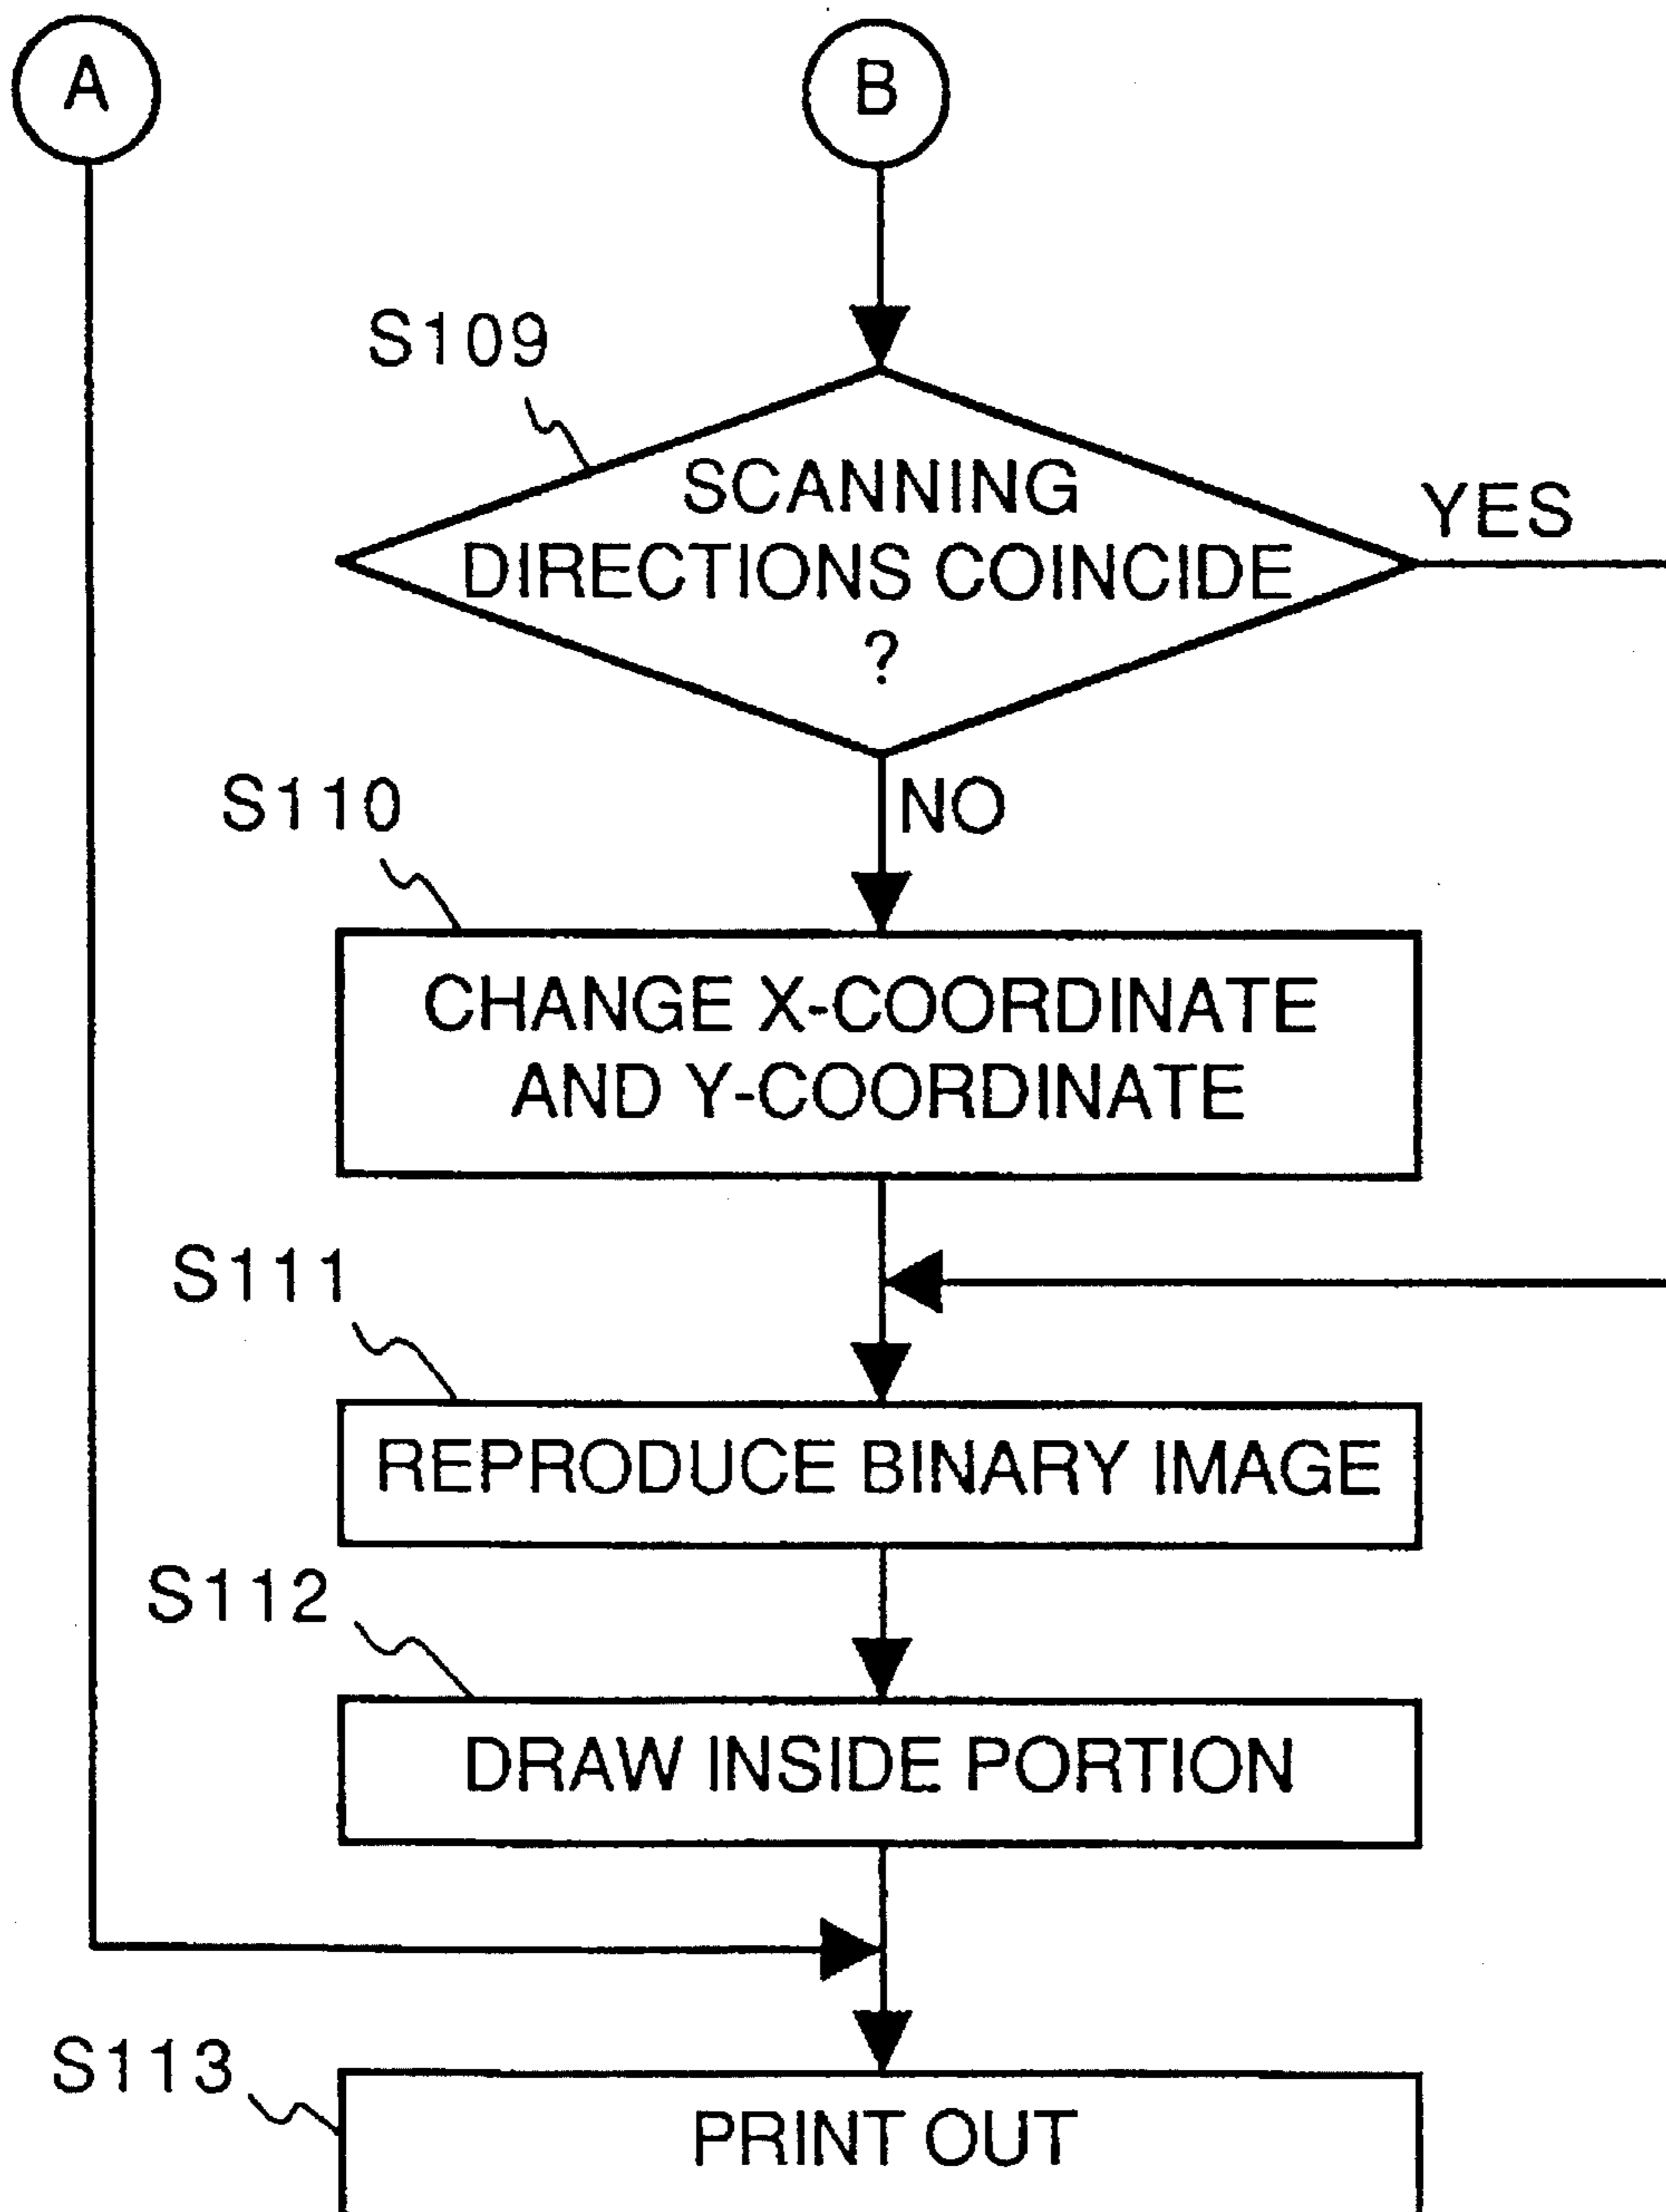 A
B
S109
SCANNING
DIRECTIONS COINCIDE
?
YES
S110
NO
CHANGE X-COORDINATE
AND Y-COORDINATE
S111
REPRODUCE BINARY IMAGE
S112
DRAW INSIDE PORTION
S113
PRINT OUT